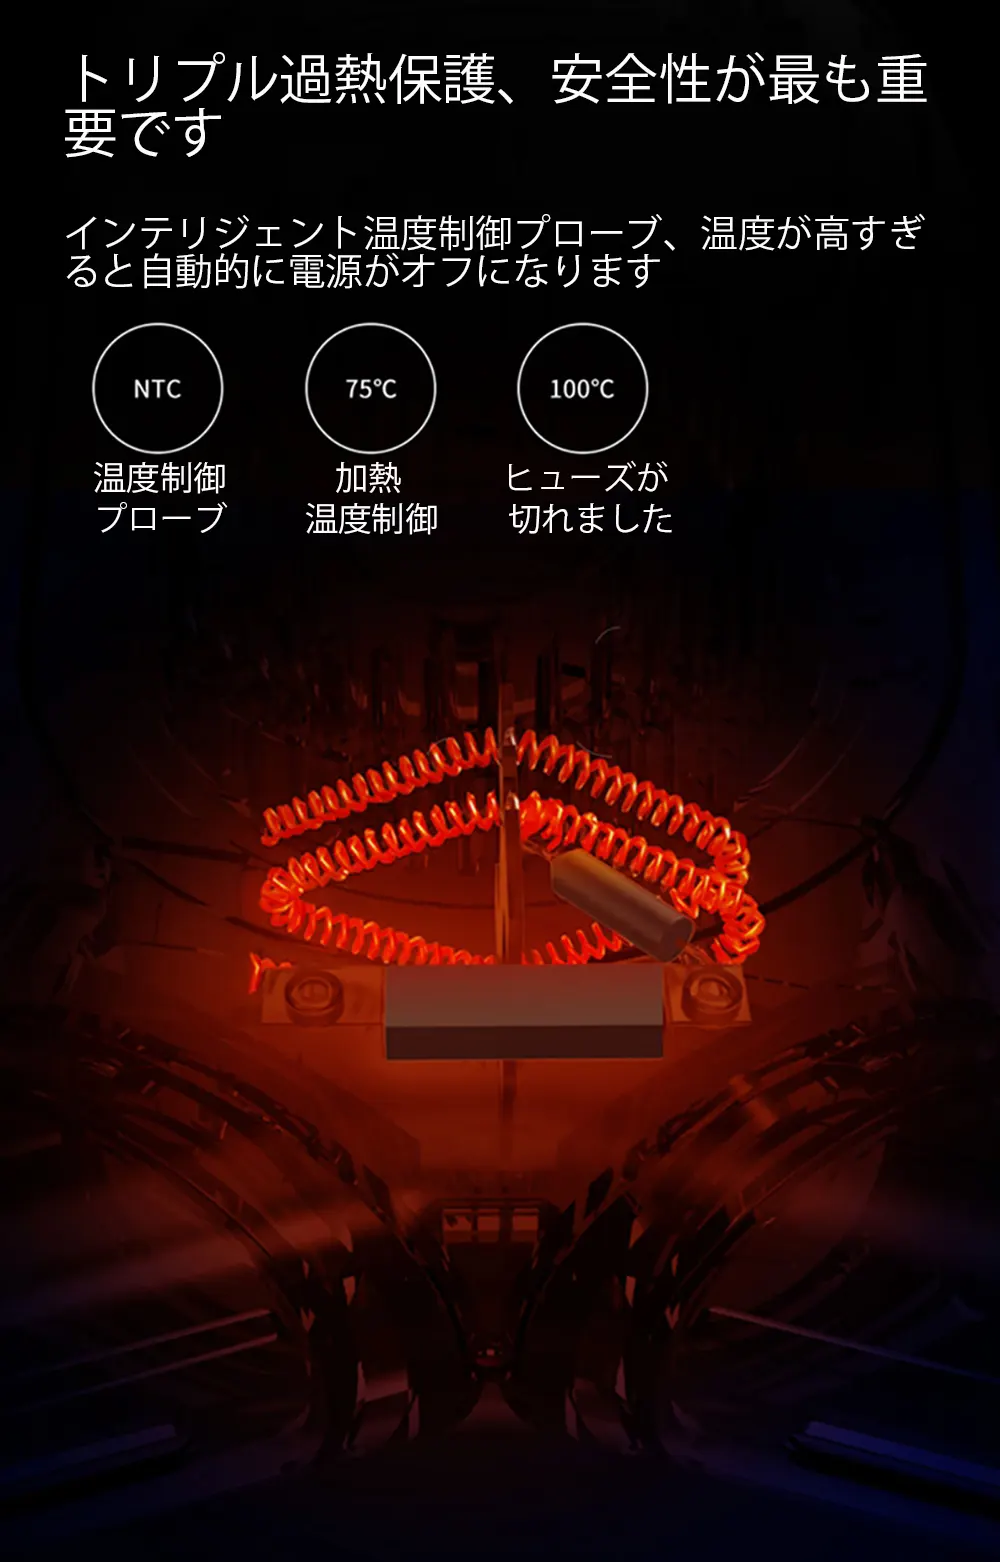 トリプル過熱保護、安全性が最も重
要です
インテリジェント温度制御プローブ、温度が高すぎ
ると自動的に電源がオフになります
NTC
75℃
100℃
温度制御
プローブ
加熱
温度制御
ヒューズが
切れました